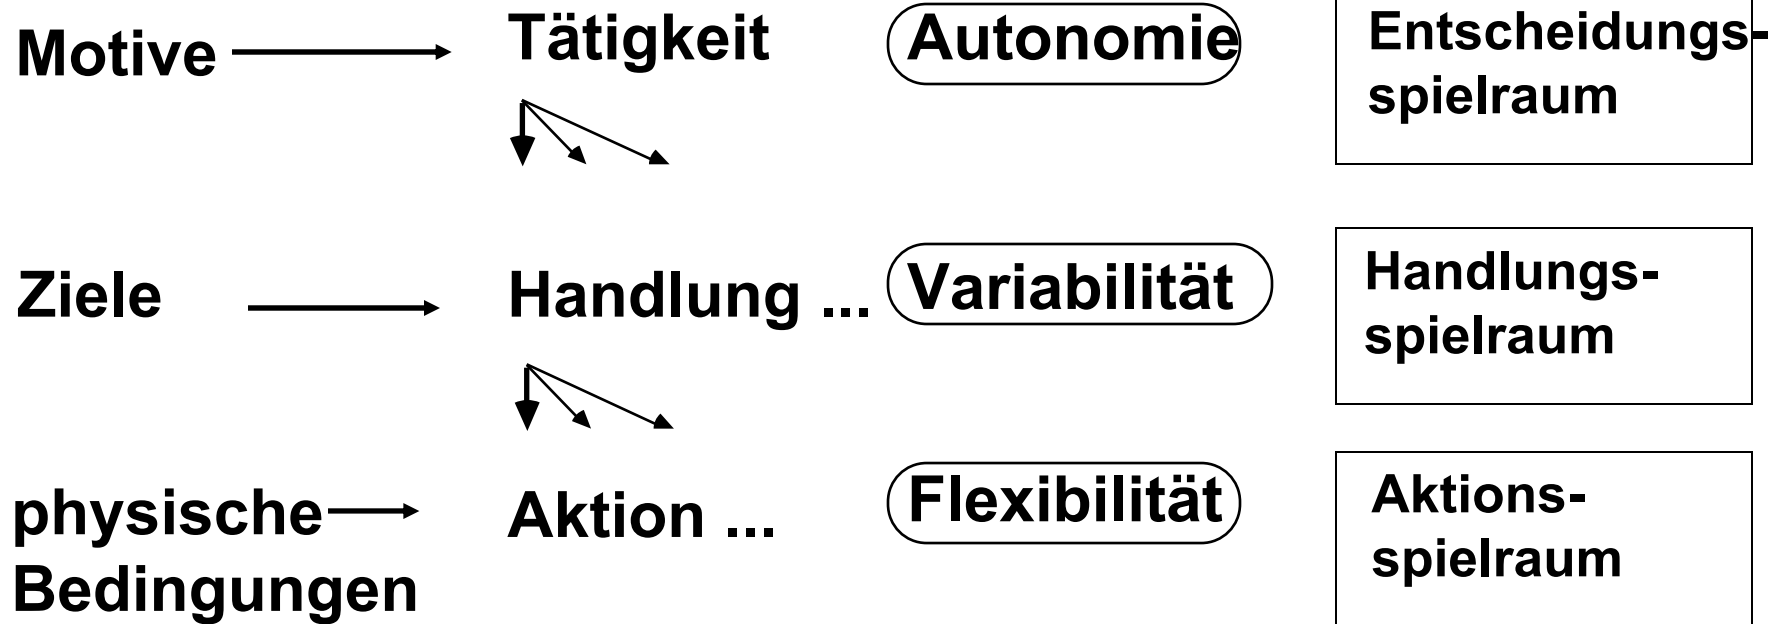 Motive Tätigkeit Autonomie Entscheidungs-
spielraum
Ziele Handlung ... Variabilität Handlungs-
spielraum
physische Aktion ... Flexibilität Aktions-
Bedingungen spielraum